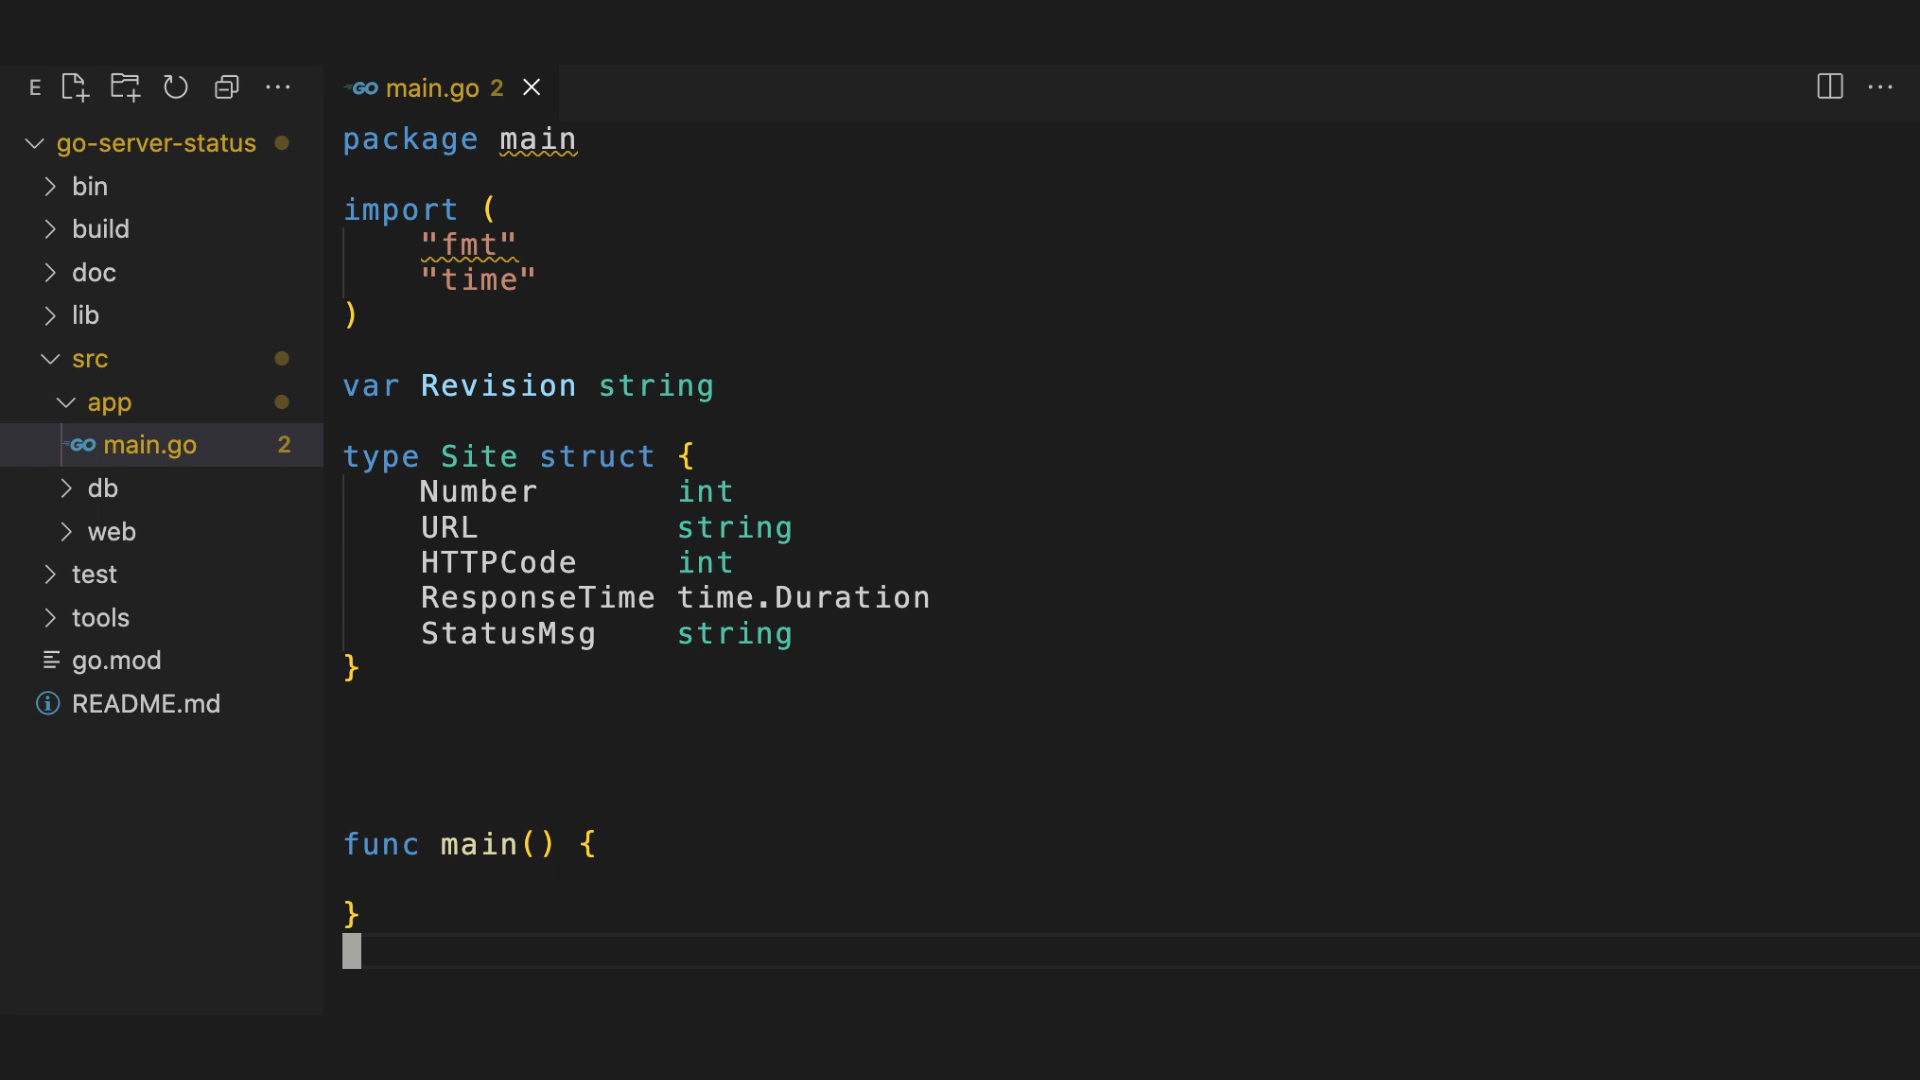 E
go-server-status
bin
build
doc
lib
src
app
GO main.go 2
db
web
test
tools
go.mod
README.md
GO main.go 2
package main
import (
"fmt"
"time"
)
var Revision string
type Site struct {
Number int
URL string
HTTPCode int
ResponseTime time.Duration
StatusMsg string
}
func main() {
}